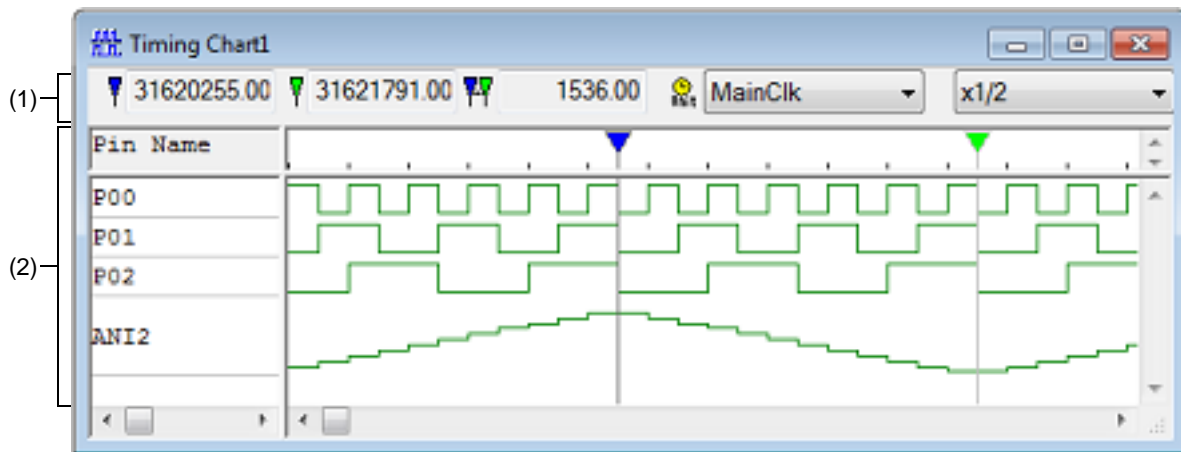 Timing Chart1
(1)
31620255.00 31621791.00 1536.00 MainClk x1/2
(2)
Pin Name
P00
P01
P02
ANI2